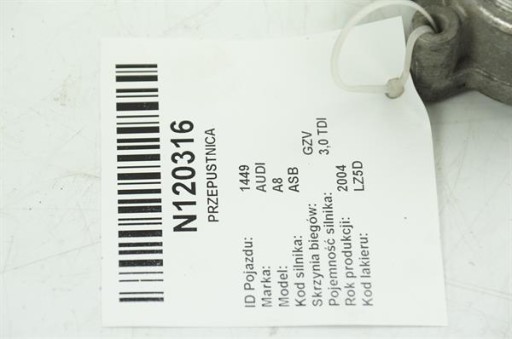 N120316
PRZEPUSTNICA
ID Pojazdu: 1449
Marka: AUDI
Model: A8
Kod silnika: ASB
Skrzynia biegów: GZV
Pojemność silnika: 3,0 TDI
Rok produkcji: 2004
Kod lakieru: LZ5D